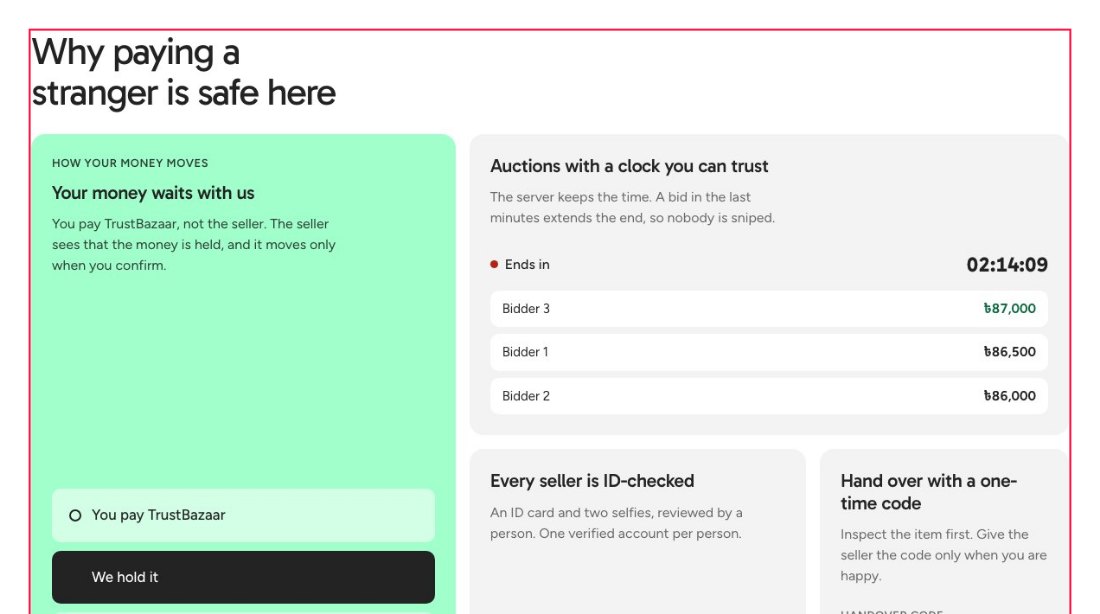 Why paying a
stranger is safe here
HOW YOUR MONEY MOVES
Your money waits with us
You pay TrustBazaar, not the seller. The seller
sees that the money is held, and it moves only
when you confirm.
You pay TrustBazaar
We hold it
Auctions with a clock you can trust
The server keeps the time. A bid in the last
minutes extends the end, so nobody is sniped.
Ends in 02:14:09
Bidder 3 ৳87,000
Bidder 1 ৳86,500
Bidder 2 ৳86,000
Every seller is ID-checked
An ID card and two selfies, reviewed by a
person. One verified account per person.
Hand over with a one-
time code
Inspect the item first. Give the
seller the code only when you are
happy.
HANDOVER CODE